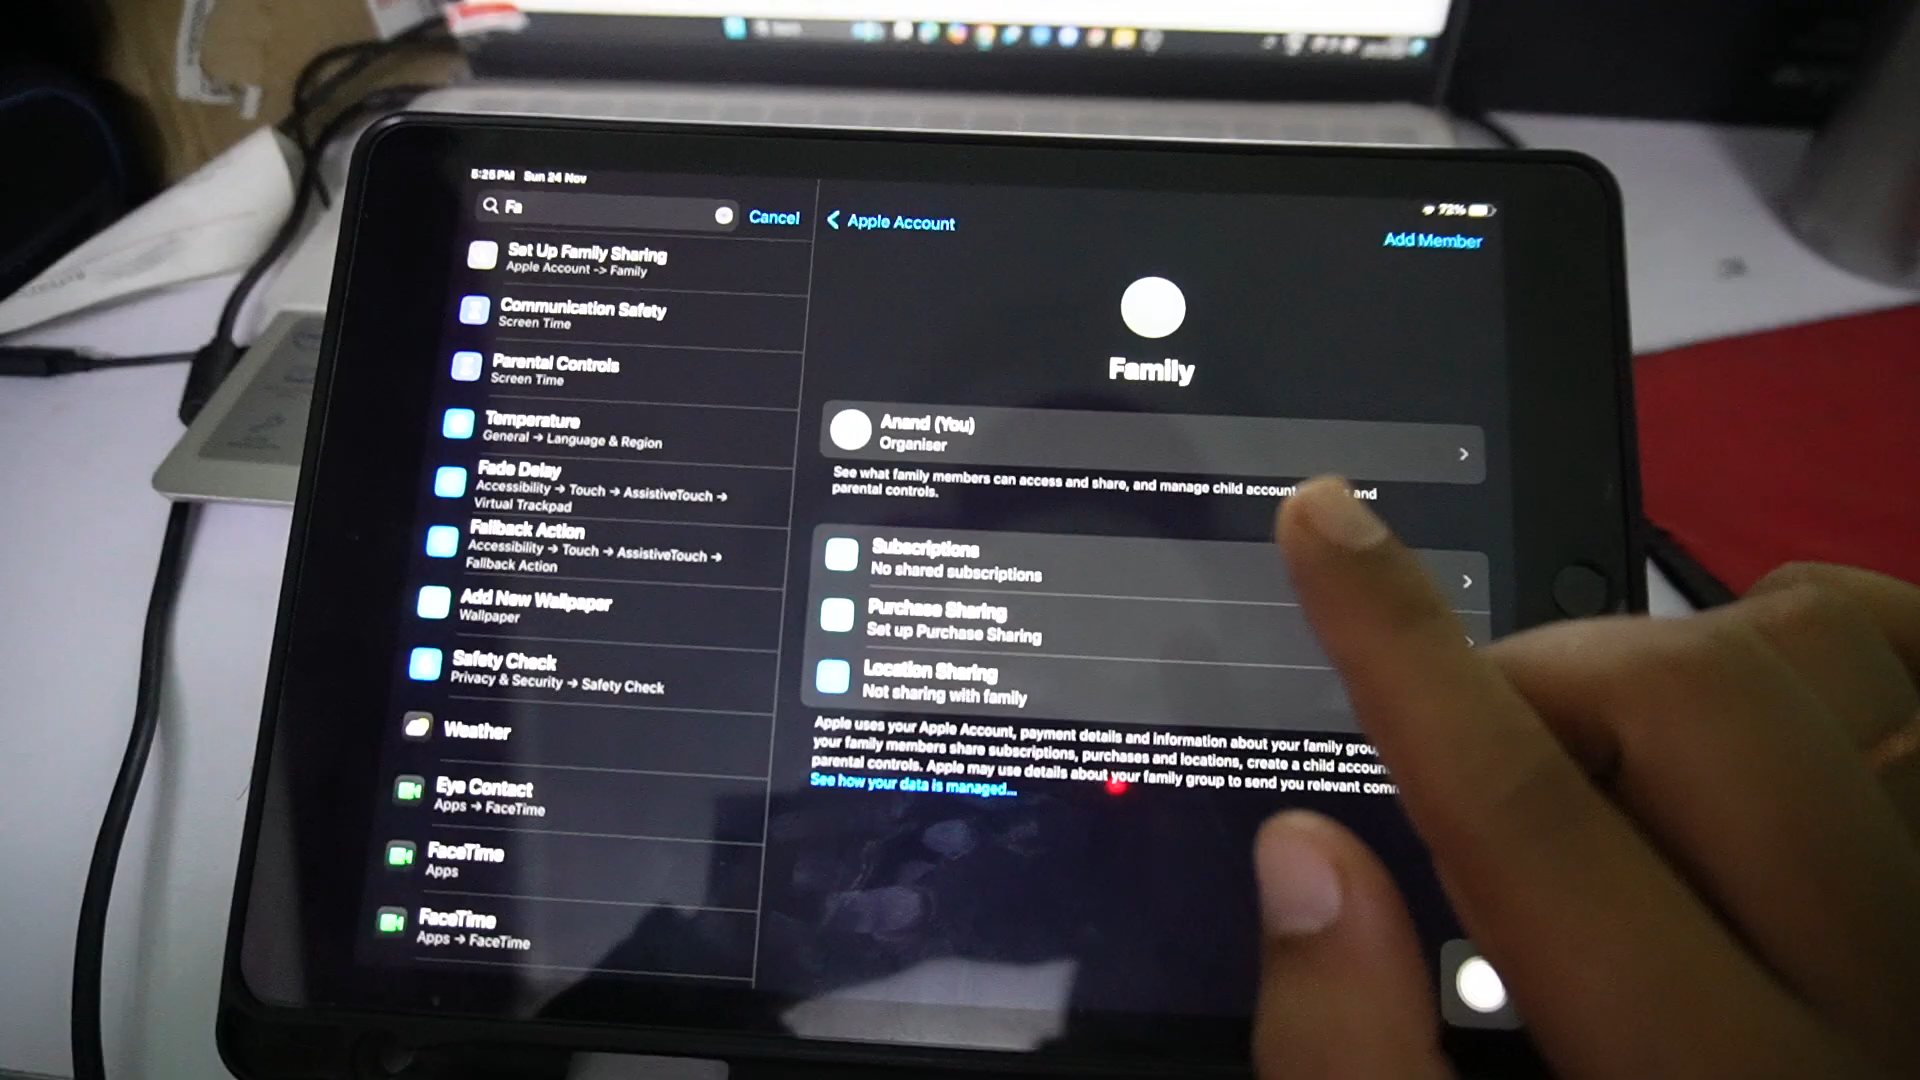 5:25 PM Sun 24 Nov
72%
Fa
Cancel
Set Up Family Sharing
Apple Account -> Family
Communication Safety
Screen Time
Parental Controls
Screen Time
Temperature
General → Language & Region
Fade Delay
Accessibility → Touch → AssistiveTouch →
Virtual Trackpad
Fallback Action
Accessibility → Touch → AssistiveTouch →
Fallback Action
Add New Wallpaper
Wallpaper
Safety Check
Privacy & Security → Safety Check
Weather
Eye Contact
Apps → FaceTime
FaceTime
Apps
FaceTime
Apps → FaceTime
Apple Account
Add Member
Family
Anand (You)
Organiser
See what family members can access and share, and manage child account and
parental controls.
Subscriptions
No shared subscriptions
Purchase Sharing
Set up Purchase Sharing
Location Sharing
Not sharing with family
Apple uses your Apple Account, payment details and information about your family
your family members share subscriptions, purchases and locations, create a child
parental controls. Apple may use details about your family group to send you relevant
See how your data is managed...